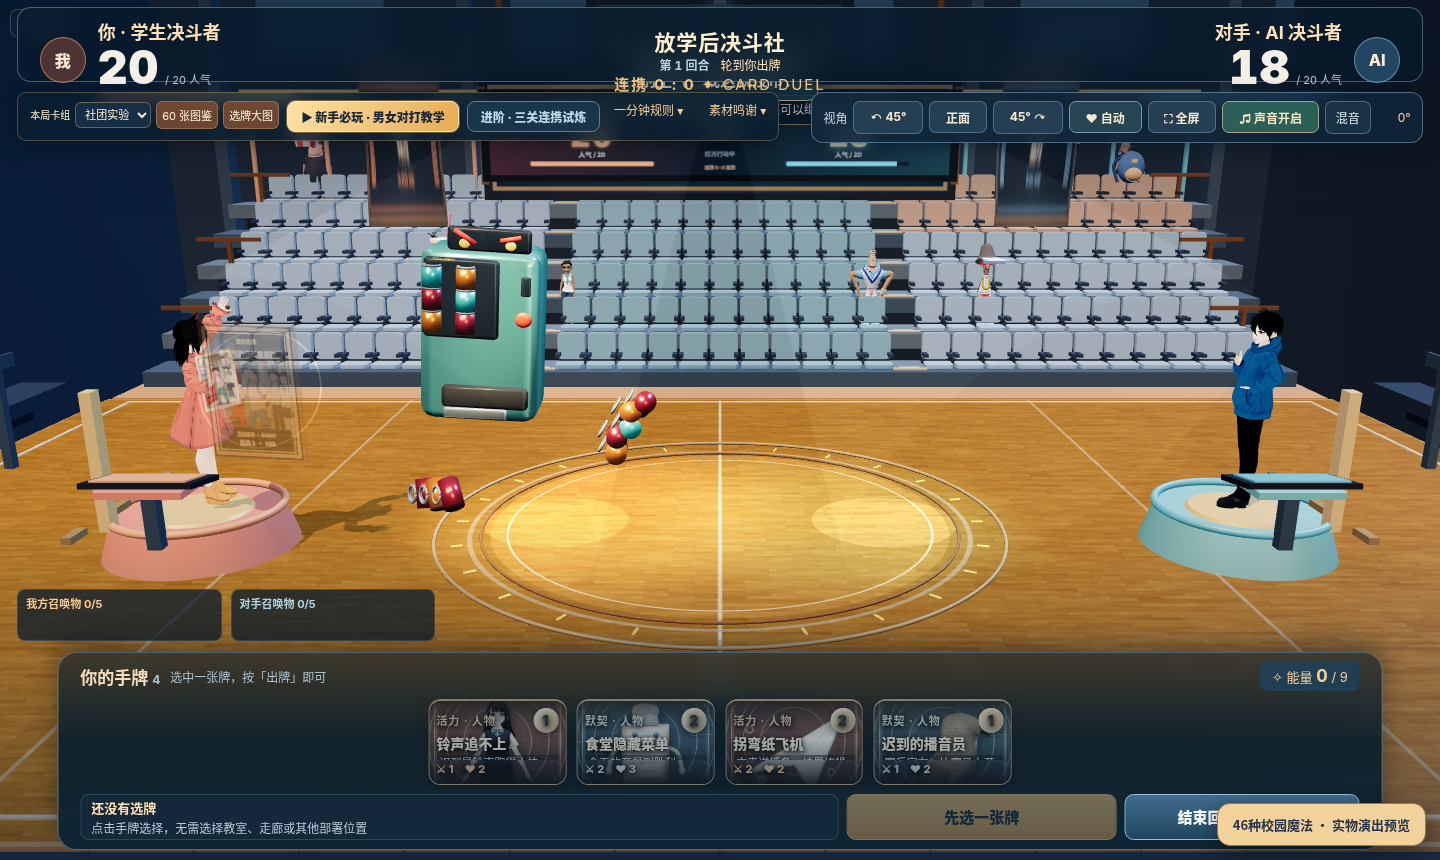 我
你 · 学生决斗者
20 / 20 人气
放学后决斗社
第 1 回合 轮到你出牌
连携 0 : 0 ✦ CARD DUEL
对手 · AI 决斗者
18 / 20 人气
AI
本局卡组
社团实验
60 张图鉴
选牌大图
▶ 新手必玩 · 男女对打教学
进阶 · 三关连携试炼
一分钟规则 ▾
素材鸣谢 ▾
可以继
视角
↶ 45°
正面
45° ↷
♥ 自动
⛶ 全屏
♫ 声音开启
混音
0°
人气 / 20
人气 / 20
我方召唤物 0/5
对手召唤物 0/5
你的手牌 4 选中一张牌，按「出牌」即可
✧ 能量 0 / 9
活力 · 人物 1
铃声追不上
⚔ 1 ♥ 2
默契 · 人物 2
食堂隐藏菜单
⚔ 2 ♥ 3
活力 · 人物 2
拐弯纸飞机
⚔ 2 ♥ 2
默契 · 人物 1
迟到的播音员
⚔ 1 ♥ 2
还没有选牌
点击手牌选择，无需选择教室、走廊或其他部署位置
先选一张牌
结束回
46种校园魔法 · 实物演出预览